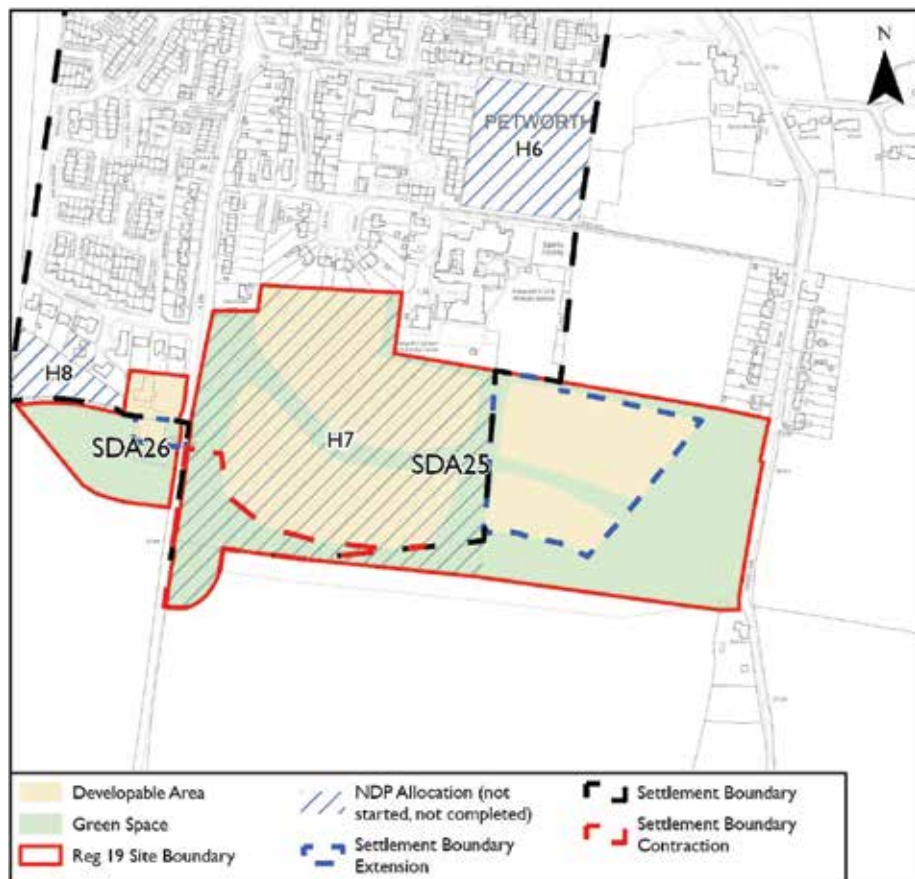 N
PETWORTH
H6
H8
H7
SDA26
SDA25
Developable Area
Green Space
Reg 19 Site Boundary
NDP Allocation (not
started, not completed)
Settlement Boundary
Extension
Settlement Boundary
Settlement Boundary
Contraction